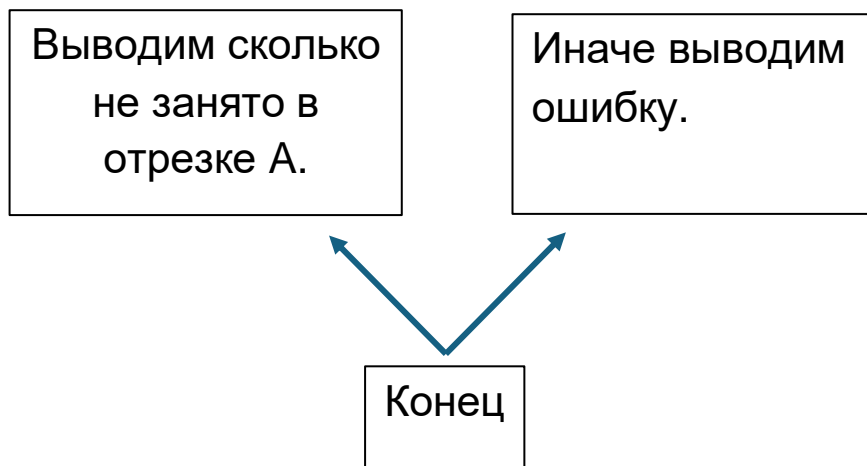 Выводим сколько
не занято в
отрезке А.
Иначе выводим
ошибку.
Конец